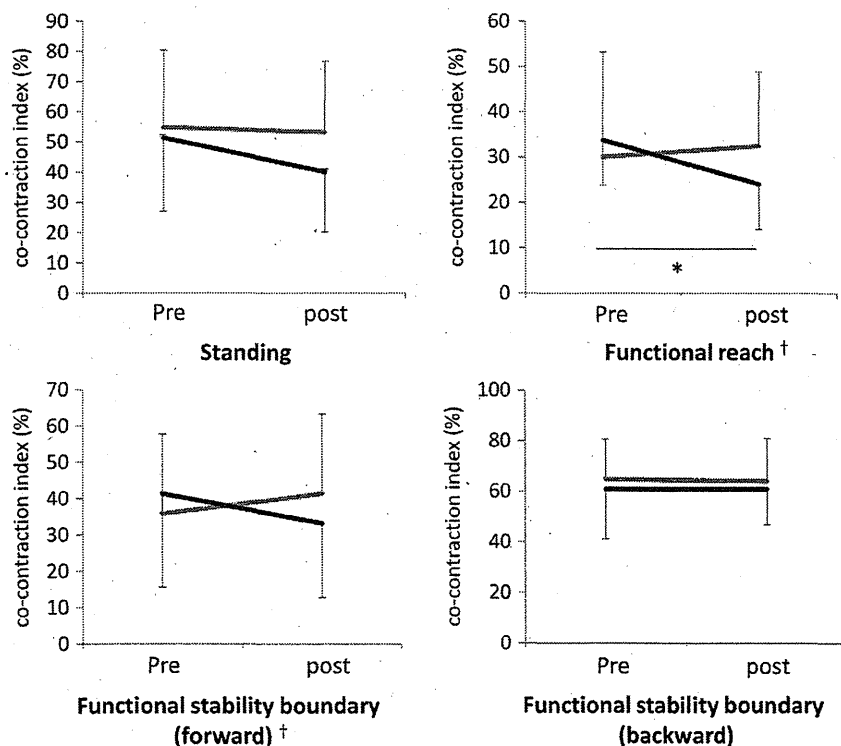 co-contraction index (%)
90
80
70
60
50
40
30
20
10
0
Pre
post
Standing
co-contraction index (%)
60
50
40
30
20
10
0
*
Pre
post
Functional reach †
co-contraction index (%)
70
60
50
40
30
20
10
0
Pre
post
Functional stability boundary
(forward) †
co-contraction index (%)
100
80
60
40
20
0
Pre
post
Functional stability boundary
(backward)